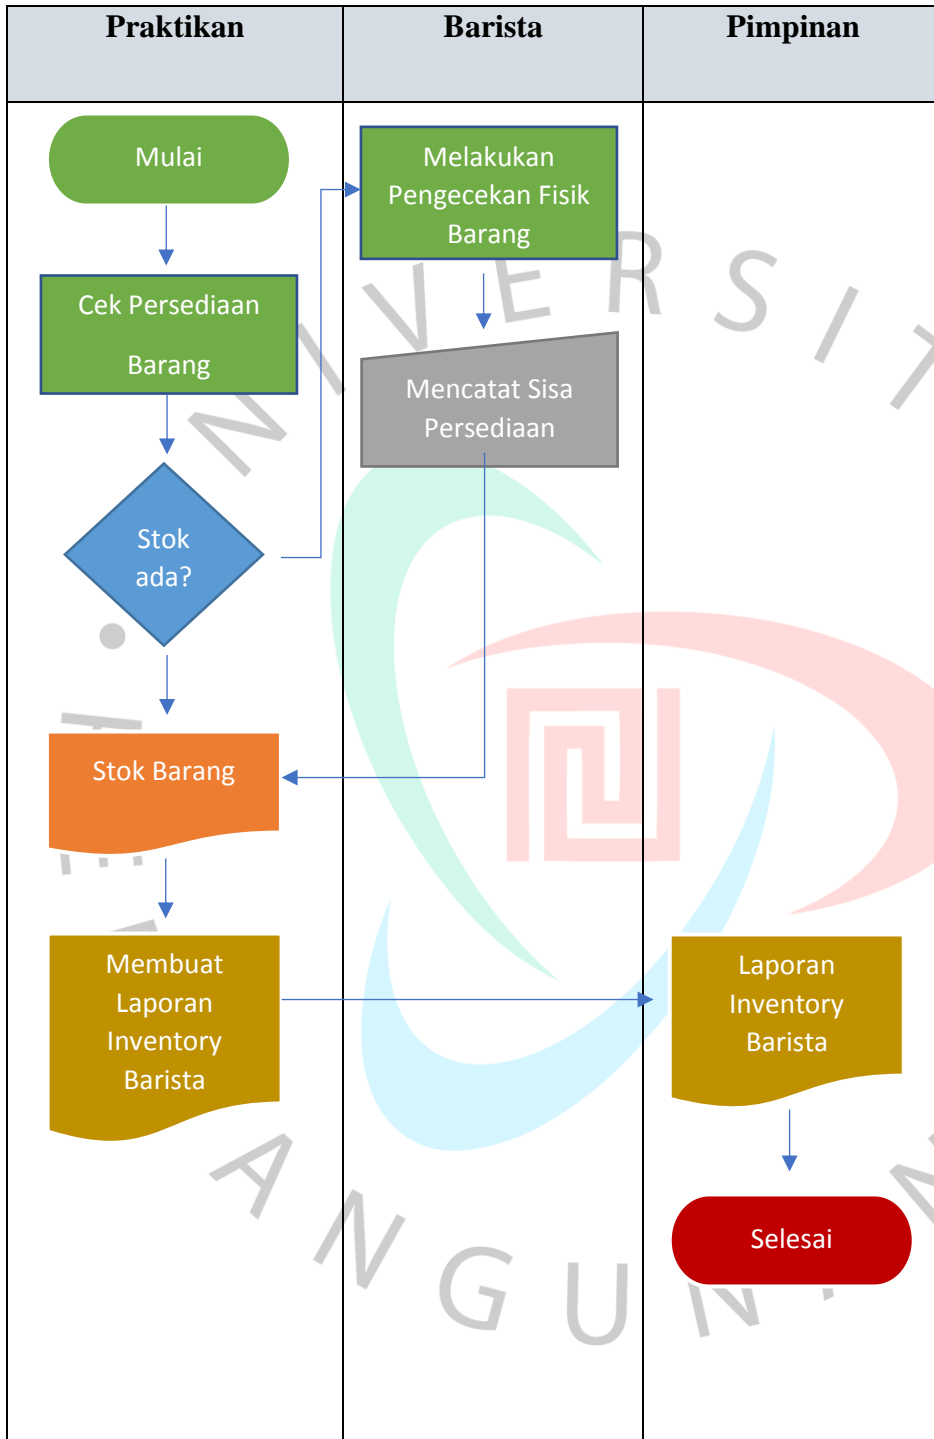 Praktikan
Barista
Pimpinan
Mulai
Cek Persediaan
Barang
Stok
ada?
Stok Barang
Membuat
Laporan
Inventory
Barista
Melakukan
Pengecekan Fisik
Barang
Mencatat Sisa
Persediaan
Laporan
Inventory
Barista
Selesai